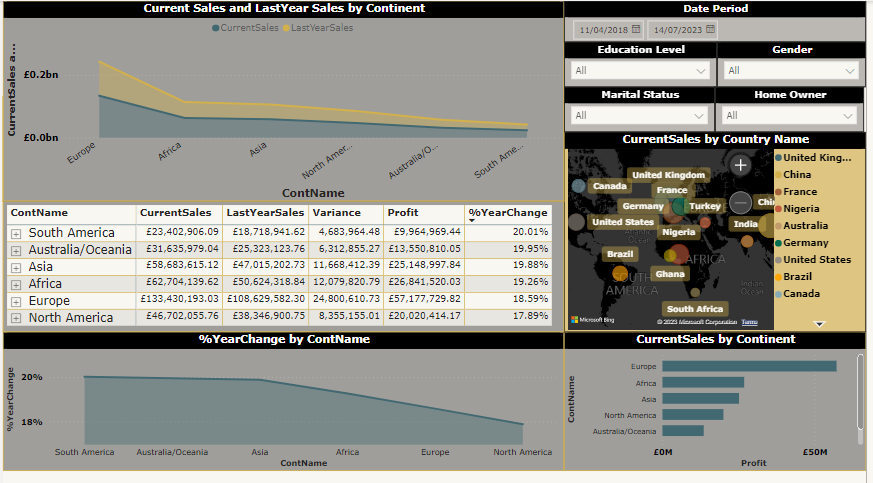 Current Sales and LastYear Sales by Continent
CurrentSales LastYearSales
CurrentSales a...
£0.2bn
£0.0bn
Europe
Africa
Asia
North Amer...
Australia/O...
South Ame...
ContName
Date Period
11/04/2018 14/07/2023
Education Level Gender
All All
Marital Status Home Owner
All All
CurrentSales by Country Name
United Kingdom
Canada
France
Germany
Turkey
Chi
United States
India
Nigeria
Brazil
AFRICA
Ghana
SOUTH
AMERICA
Indian
Ocean
South Africa
Microsoft Bing
© 2023 Microsoft Corporation Terms
United King...
China
France
Nigeria
Australia
Germany
United States
Brazil
Canada
ContName CurrentSales LastYearSales Variance Profit %YearChange
South America £23,402,906.09 £18,718,941.62 4,683,964.48 £9,964,969.44 20.01%
Australia/Oceania £31,635,979.04 £25,323,123.76 6,312,855.27 £13,550,810.05 19.95%
Asia £58,683,615.12 £47,015,202.73 11,668,412.39 £25,148,997.84 19.88%
Africa £62,704,139.62 £50,624,318.84 12,079,820.79 £26,841,520.03 19.26%
Europe £133,430,193.03 £108,629,582.30 24,800,610.73 £57,177,729.82 18.59%
North America £46,702,055.76 £38,346,900.75 8,355,155.01 £20,020,414.17 17.89%
%YearChange by ContName
%YearChange
20%
18%
South America Australia/Oceania Asia Africa Europe North America
ContName
CurrentSales by Continent
ContName
Europe
Africa
Asia
North America
Australia/Oceania
£0M £50M
Profit